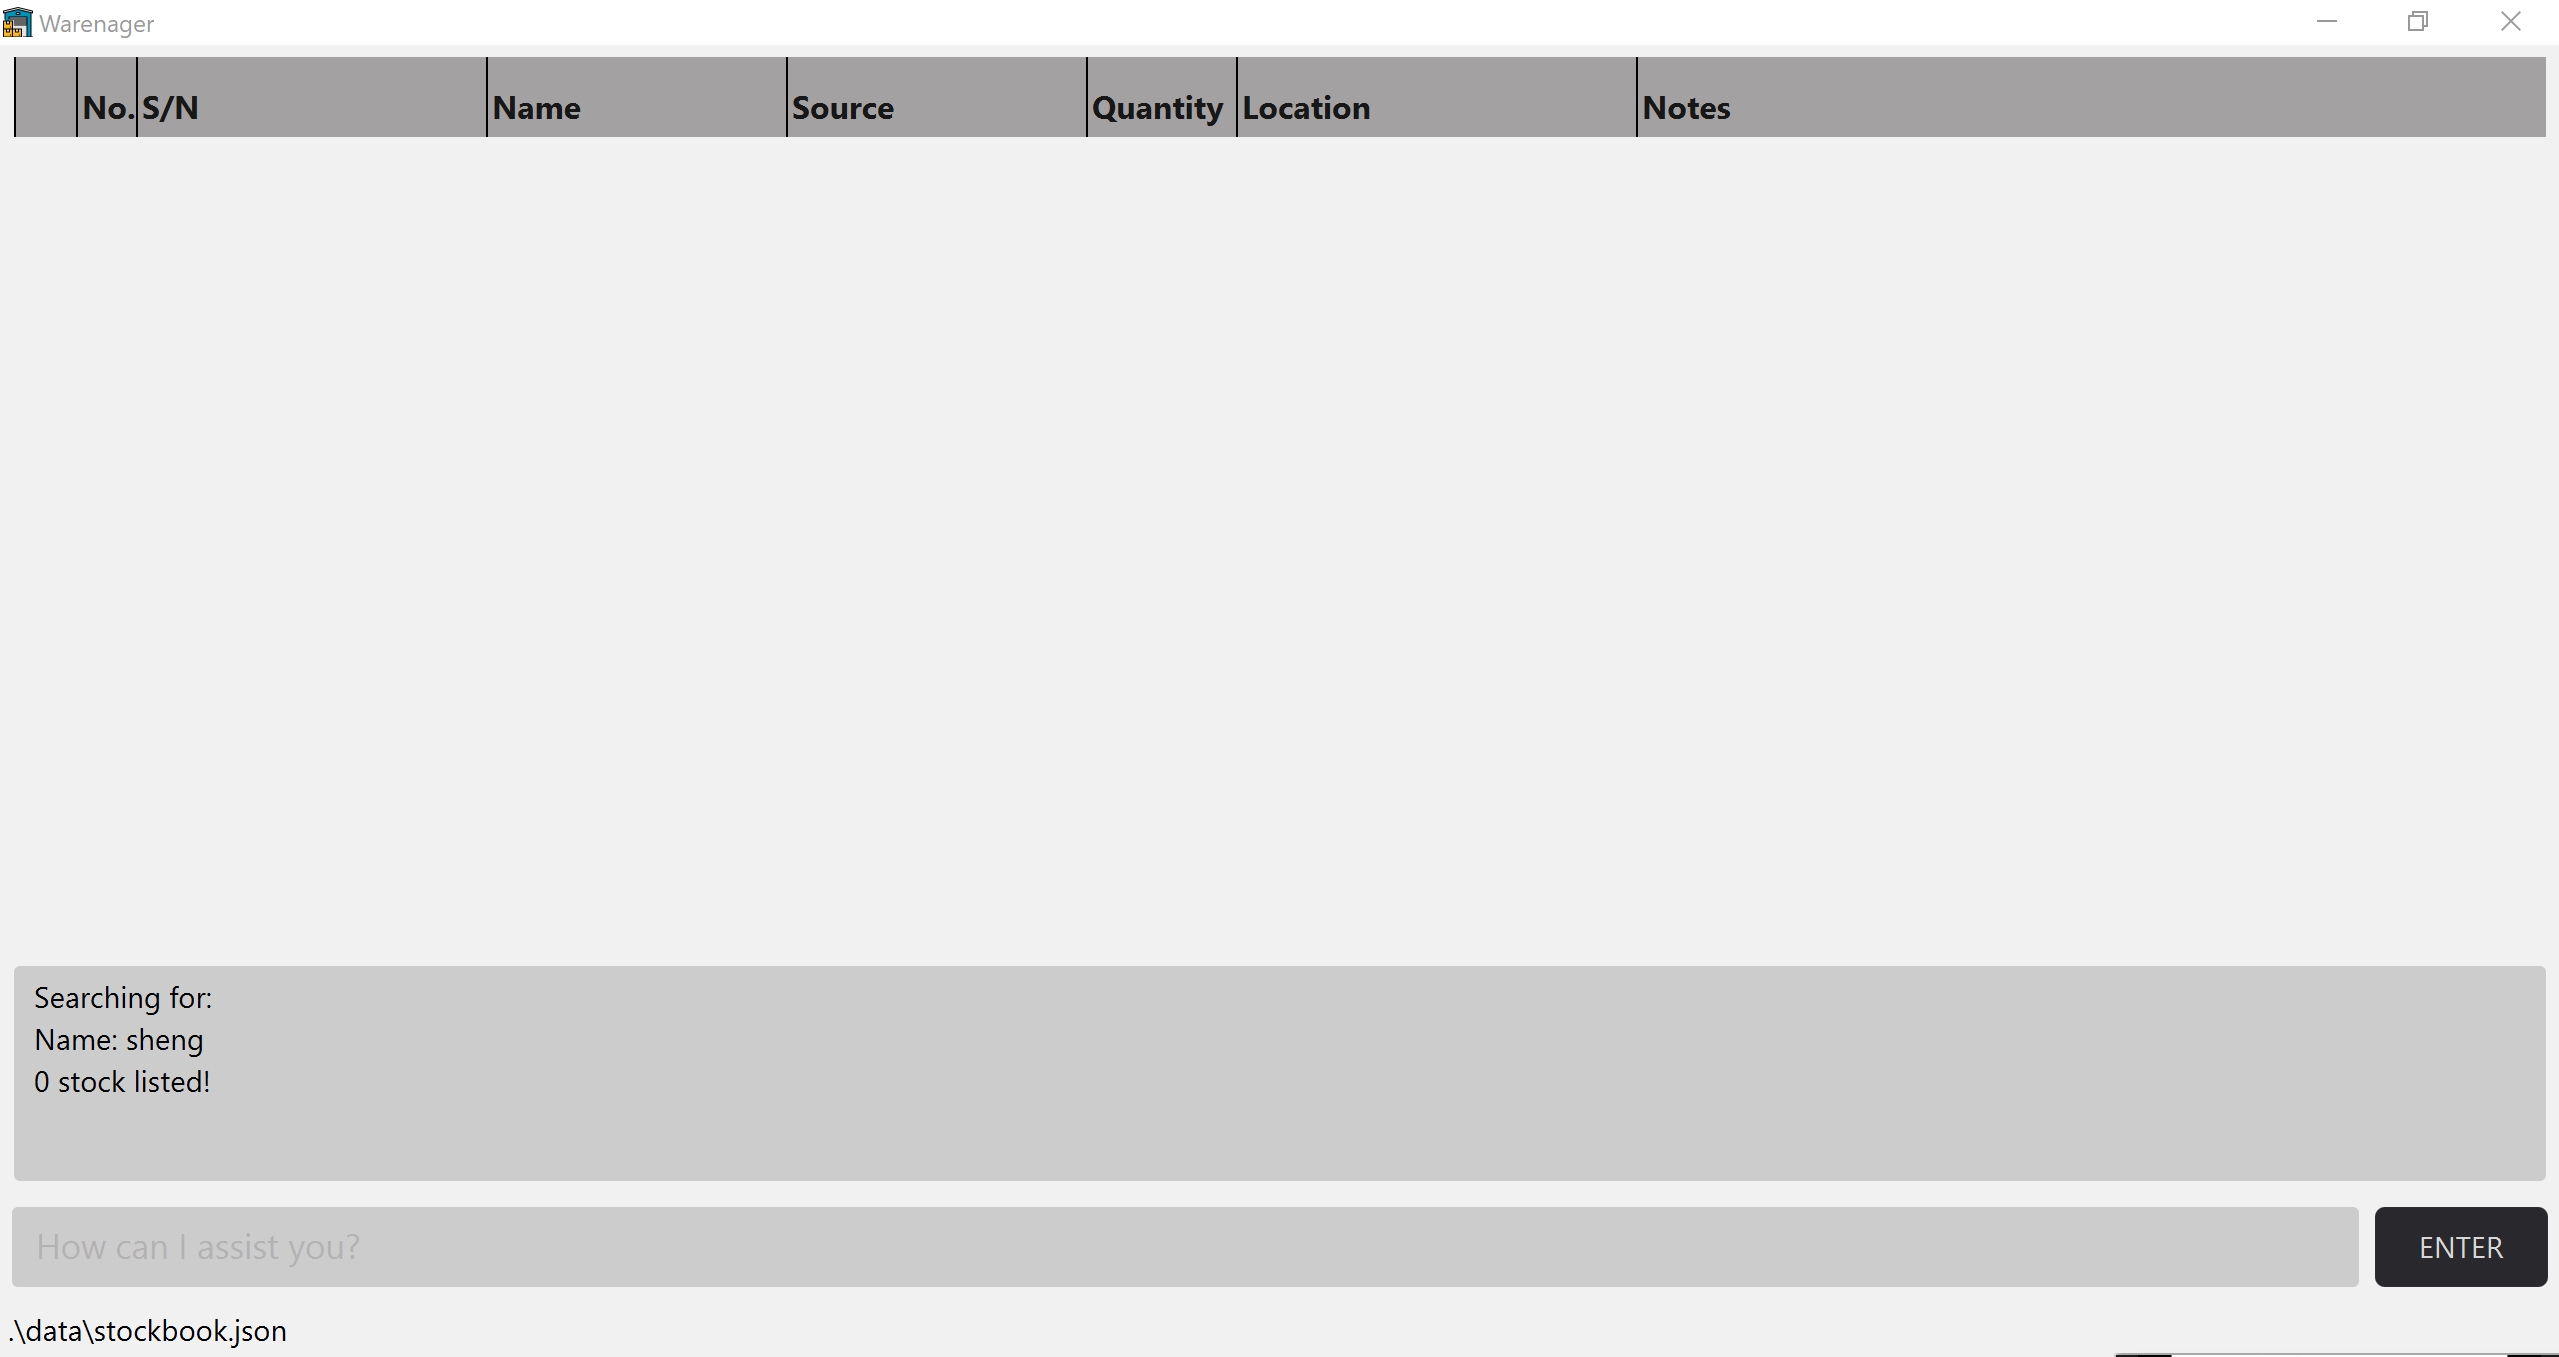 Warenager
No. S/N Name Source Quantity Location Notes
Searching for:
Name: sheng
0 stock listed!
How can I assist you?
ENTER
.\data\stockbook.json